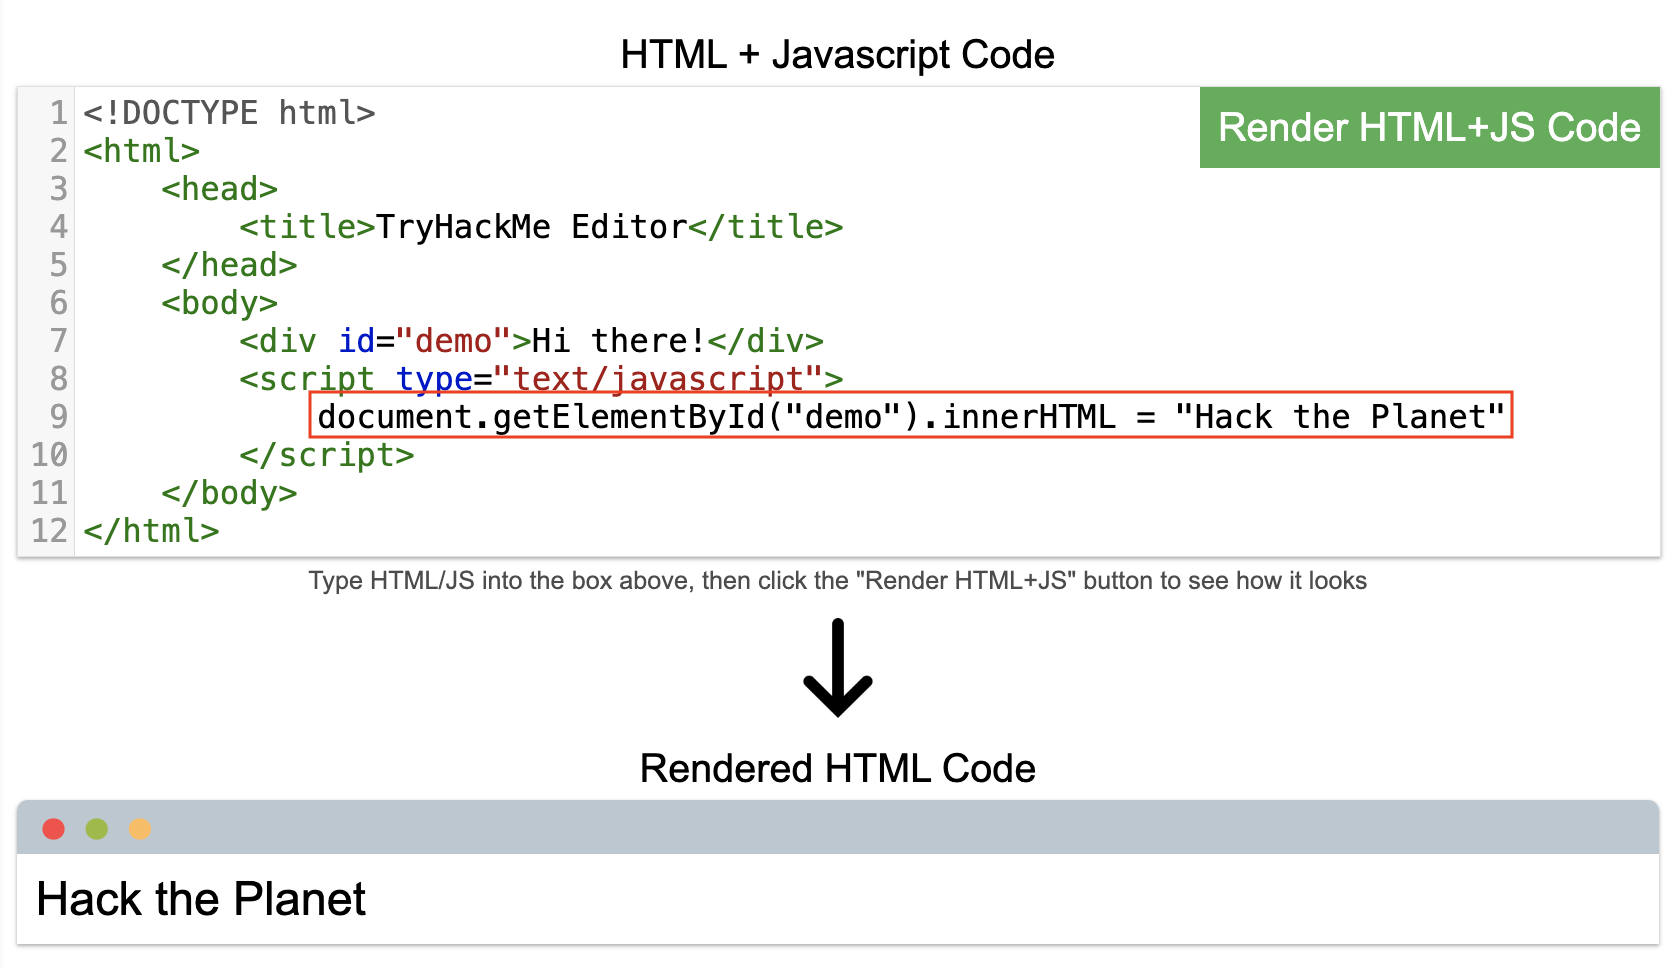 HTML + Javascript Code
Render HTML+JS Code
1 <!DOCTYPE html>
2 <html>
3     <head>
4         <title>TryHackMe Editor</title>
5     </head>
6     <body>
7         <div id="demo">Hi there!</div>
8         <script type="text/javascript">
9             document.getElementById("demo").innerHTML = "Hack the Planet"
10         </script>
11     </body>
12 </html>
Type HTML/JS into the box above, then click the "Render HTML+JS" button to see how it looks
Rendered HTML Code
Hack the Planet